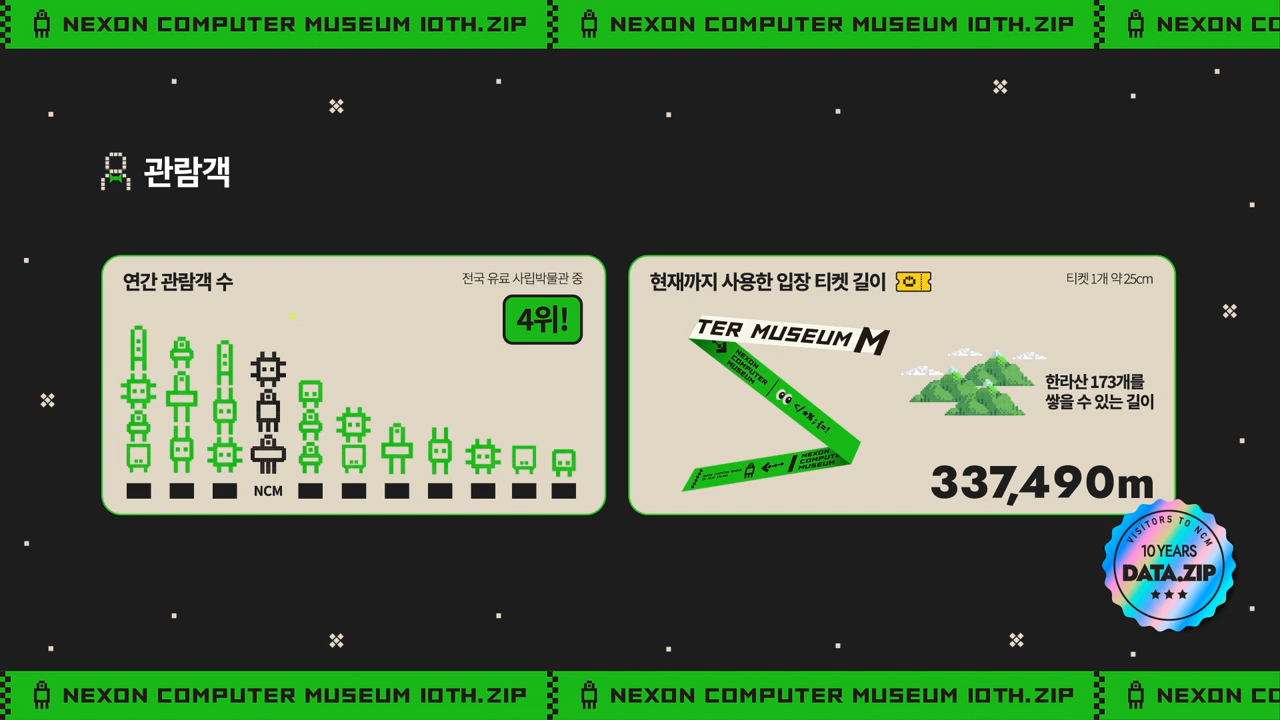 NEXON COMPUTER MUSEUM 10TH.ZIP
NEXON COMPUTER MUSEUM 10TH.ZIP
NEXON CO
관람객
연간 관람객 수
전국 유료 사립박물관 중
4위!
NCM
현재까지 사용한 입장 티켓 길이
티켓 1개 약 25cm
TER MUSEUM M
NEXON
COMPUTER
MUSEUM
NEXON
COMPUTER
MUSEUM
한라산 173개를
쌓을 수 있는 길이
337,490m
VISITORS TO NCM
10 YEARS
DATA.ZIP
NEXON COMPUTER MUSEUM 10TH.ZIP
NEXON COMPUTER MUSEUM 10TH.ZIP
NEXON CO